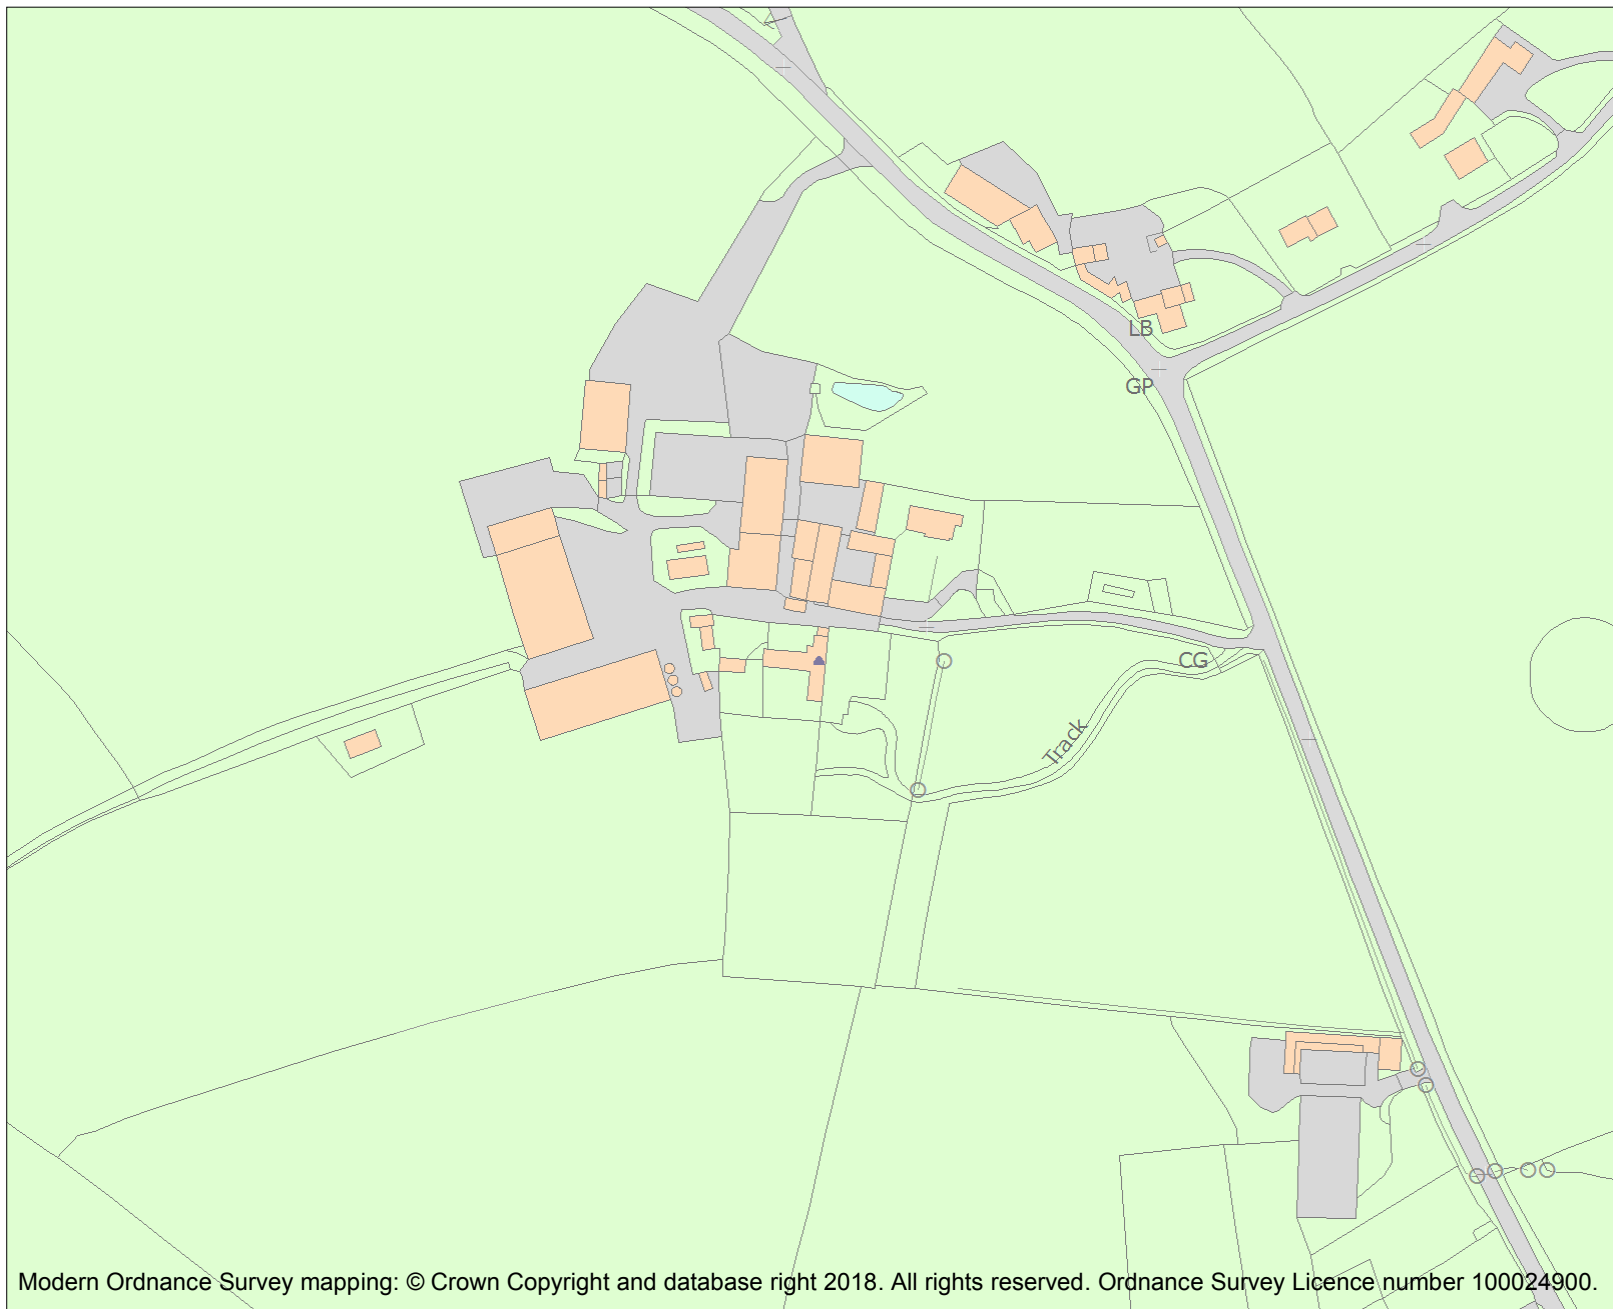 LB
GP
CG
Track
Modern Ordnance Survey mapping: © Crown Copyright and database right 2018. All rights reserved. Ordnance Survey Licence number 100024900.